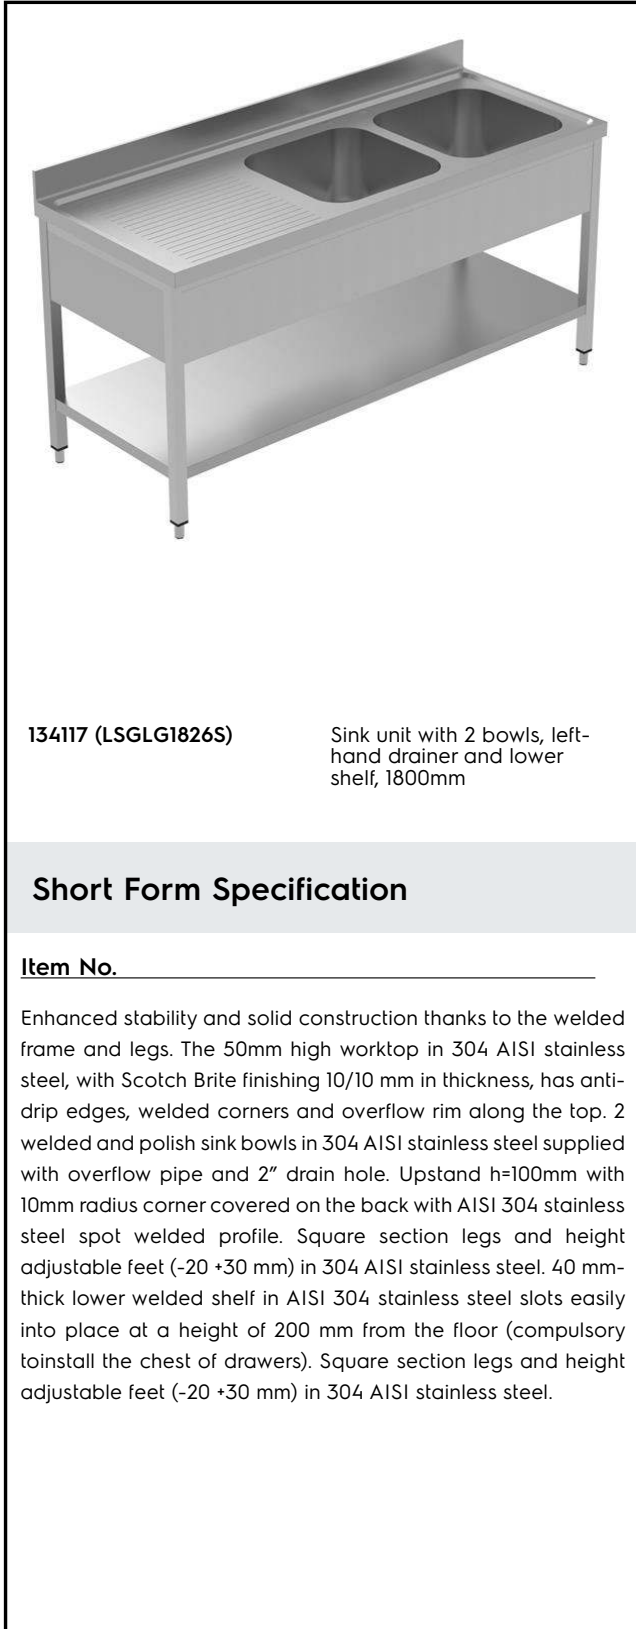 134117 (LSGLG1826S)
Sink unit with 2 bowls, left-
hand drainer and lower
shelf, 1800mm
Short Form Specification
Item No.
Enhanced stability and solid construction thanks to the welded
frame and legs. The 50mm high worktop in 304 AISI stainless
steel, with Scotch Brite finishing 10/10 mm in thickness, has anti-
drip edges, welded corners and overflow rim along the top. 2
welded and polish sink bowls in 304 AISI stainless steel supplied
with overflow pipe and 2″ drain hole. Upstand h=100mm with
10mm radius corner covered on the back with AISI 304 stainless
steel spot welded profile. Square section legs and height
adjustable feet (-20 +30 mm) in 304 AISI stainless steel. 40 mm-
thick lower welded shelf in AISI 304 stainless steel slots easily
into place at a height of 200 mm from the floor (compulsory
toinstall the chest of drawers). Square section legs and height
adjustable feet (-20 +30 mm) in 304 AISI stainless steel.